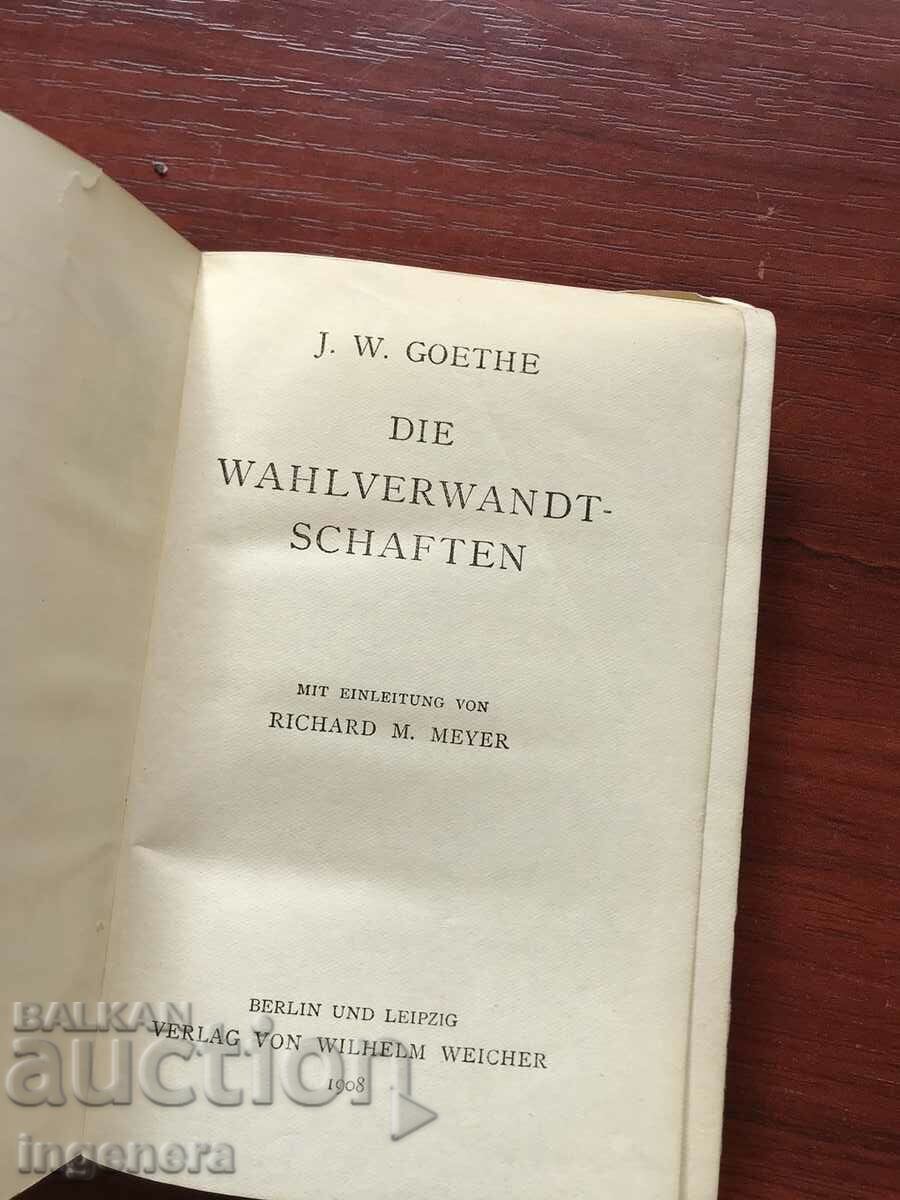 J. W. GOETHE
DIE
WAHLVERWANDT-
SCHAFTEN
MIT EINLEITUNG VON
RICHARD M. MEYER
BERLIN UND LEIPZIG
VERLAG VON WILHELM WEICHER
1908
BALKAN
auction
ingenera